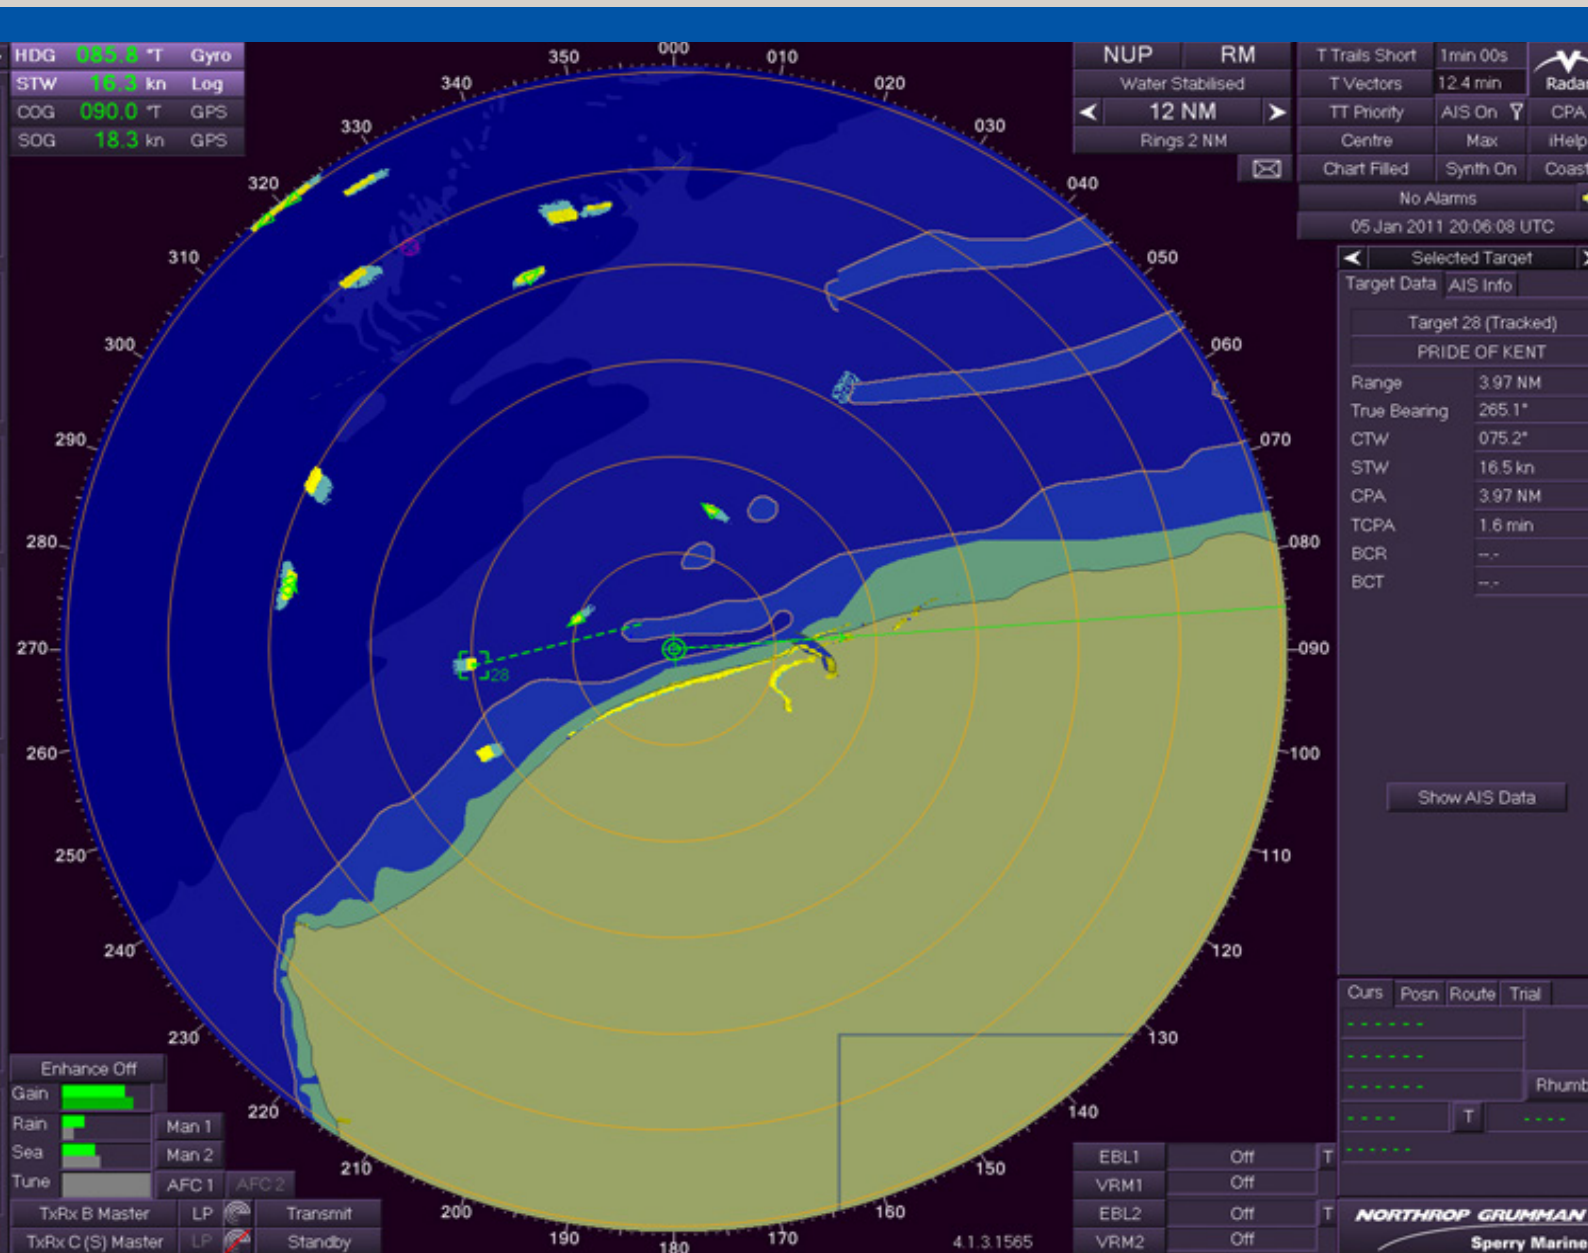 HDG 085.8 °T Gyro
STW 16.3 kn Log
COG 090.0 °T GPS
SOG 18.3 kn GPS
NUP RM
Water Stabilised
12 NM
Rings 2 NM
T Trails Short 1min 00s
T Vectors 12.4 min Radar
TT Priority AIS On CPA
Centre Max iHelp
Chart Filled Synth On Coast
No Alarms
05 Jan 2011 20:06:08 UTC
Selected Target
Target Data AIS Info
Target 28 (Tracked)
PRIDE OF KENT
Range 3.97 NM
True Bearing 265.1°
CTW 075.2°
STW 16.5 kn
CPA 3.97 NM
TCPA 1.6 min
BCR --.-
BCT --.-
Show AIS Data
000
010
020
030
040
050
060
070
080
090
100
110
120
130
140
150
160
170
180
190
200
210
220
230
240
250
260
270
280
290
300
310
320
330
340
350
28
Curs Posn Route Trial
------
------
------ Rhumb
---- T ----
------
Enhance Off
Gain
Rain Man 1
Sea Man 2
Tune AFC 1 AFC 2
TxRx B Master LP Transmit
TxRx C (S) Master LP Standby
4.1.3.1565
EBL1 Off T
VRM1 Off
EBL2 Off T
VRM2 Off
NORTHROP GRUMMAN
Sperry Marine